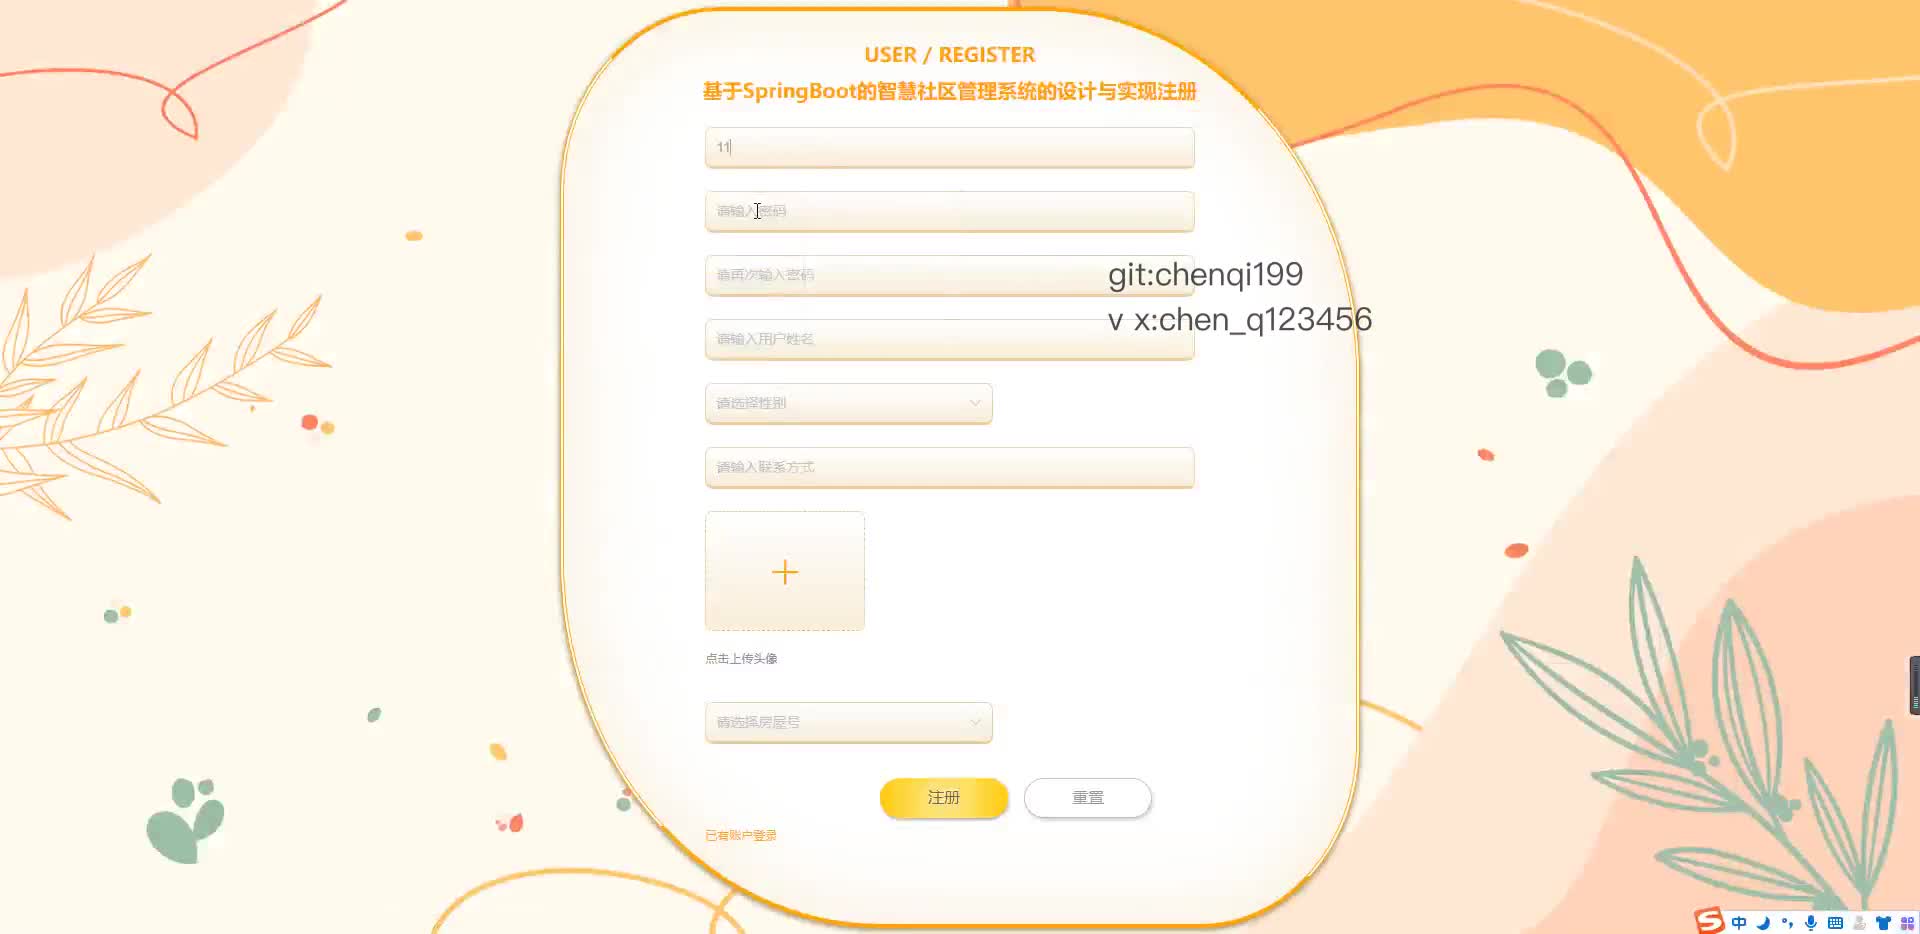 USER / REGISTER
基于SpringBoot的智慧社区管理系统的设计与实现注册
11
请输入密码
请再次输入密码
git:chenqi199
v x:chen_q123456
请输入用户姓名
请选择性别
请输入联系方式
点击上传头像
请选择房屋号
注册
重置
已有账户登录
中